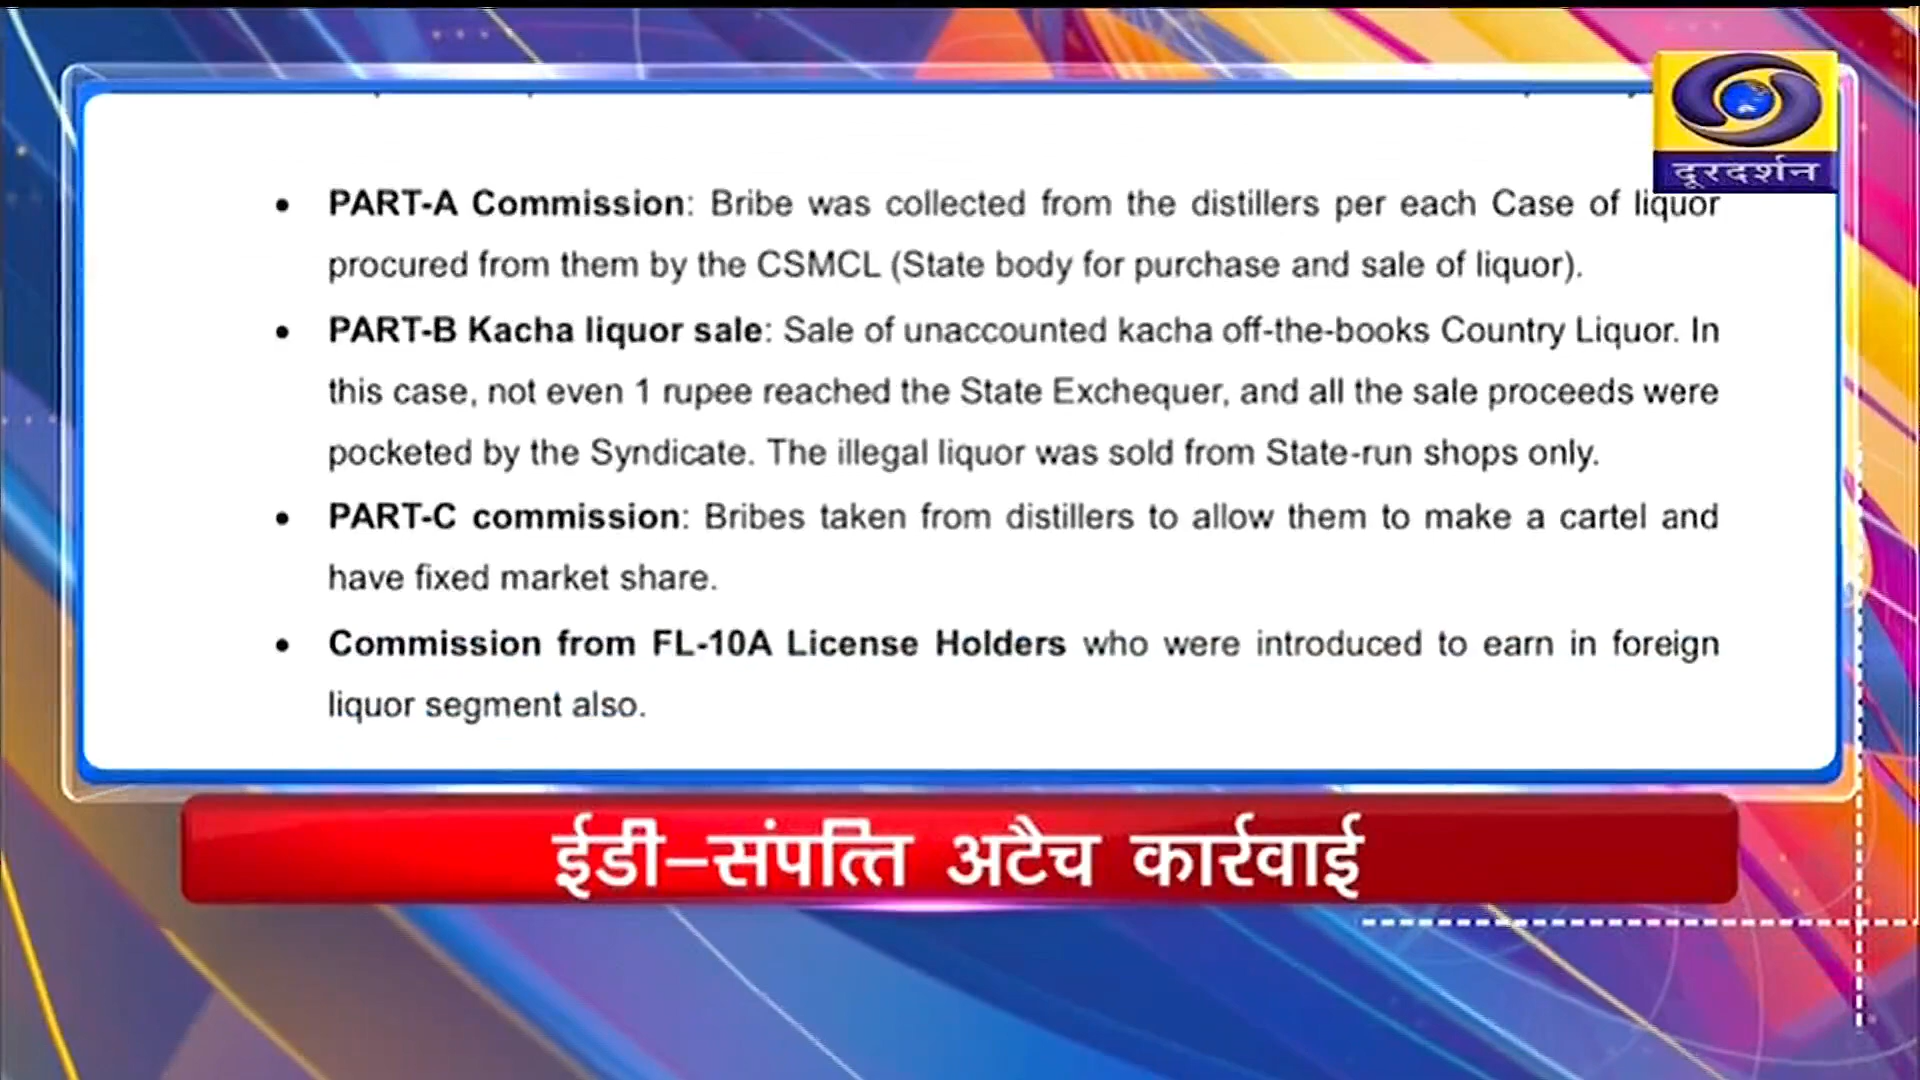 दूरदर्शन
• PART-A Commission: Bribe was collected from the distillers per each Case of liquor
procured from them by the CSMCL (State body for purchase and sale of liquor).
• PART-B Kacha liquor sale: Sale of unaccounted kacha off-the-books Country Liquor. In
this case, not even 1 rupee reached the State Exchequer, and all the sale proceeds were
pocketed by the Syndicate. The illegal liquor was sold from State-run shops only.
• PART-C commission: Bribes taken from distillers to allow them to make a cartel and
have fixed market share.
• Commission from FL-10A License Holders who were introduced to earn in foreign
liquor segment also.
ईडी–संपत्ति अटैच कार्रवाई